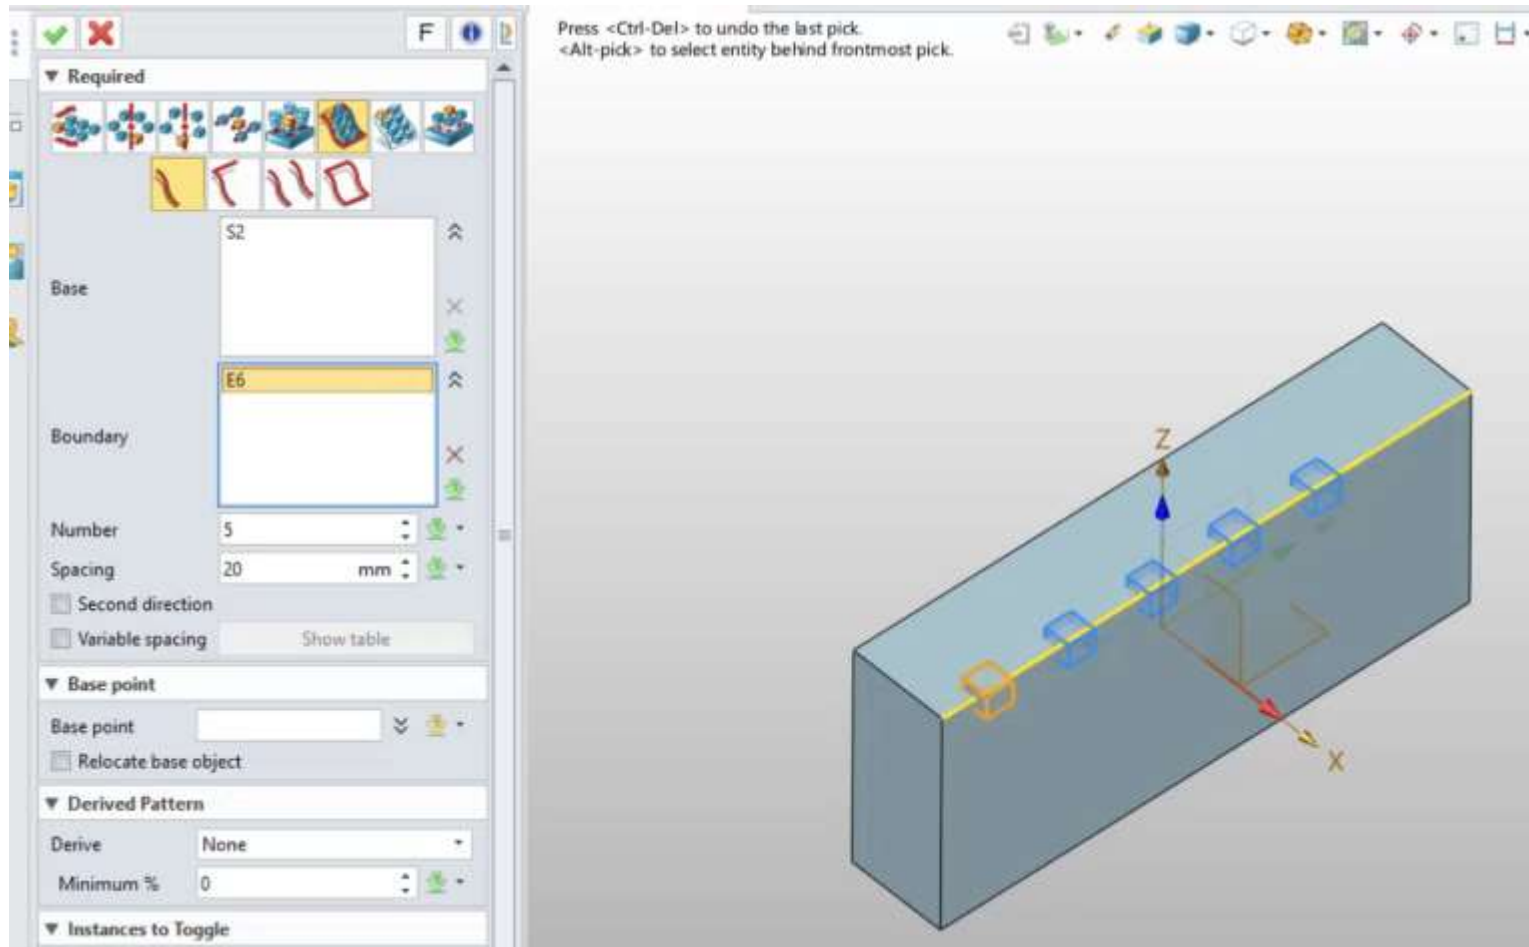 F
Press <Ctrl-Del> to undo the last pick.
<Alt-pick> to select entity behind frontmost pick.
Required
S2
Base
E6
Boundary
Number 5
Spacing 20 mm
Second direction
Variable spacing Show table
Base point
Base point
Relocate base object
Derived Pattern
Derive None
Minimum % 0
Instances to Toggle
Z
X